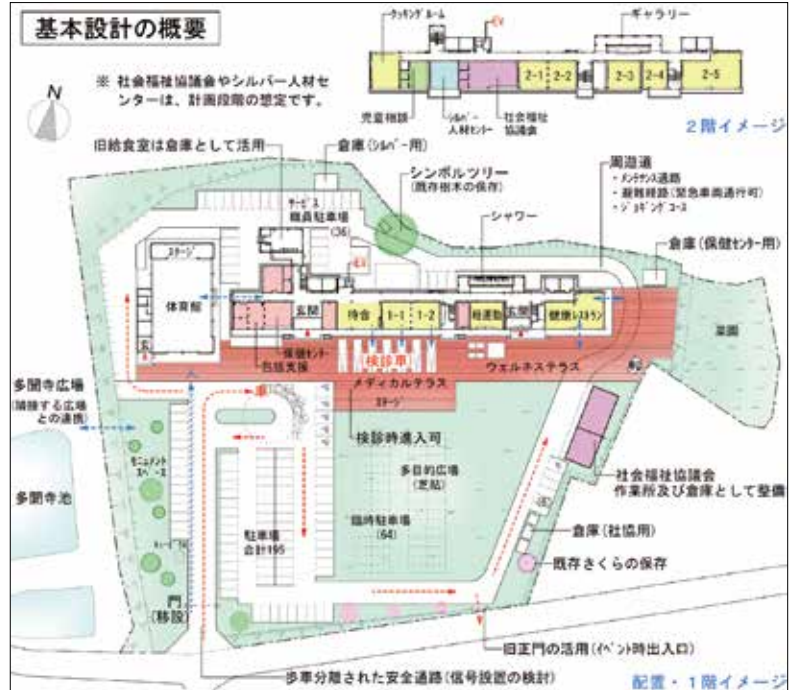 基本設計の概要
※ 社会福祉協議会やシルバー人材セ
ンターは、計画段階の想定です。
N
クッキングルーム
EV
ギャラリー
2-1
2-2
2-3
2-4
2-5
児童相談
シルバー
人材センター
社会福祉
協議会
2階イメージ
旧給食室は倉庫として活用
倉庫(シルバー用)
シンボルツリー
(既存樹木の保存)
周遊道
・メンテナンス通路
・避難経路(緊急車両通行可)
・ジョギングコース
サービス
職員駐車場
(36)
シャワー
倉庫(保健センター用)
EV
ステージ
体育館
玄関
待合
1-1
1-2
軽運動
玄関
健康レストラン
菜園
保健センター
包括支援
検診車
ウェルネステラス
メディカルテラス
ステージ
多聞寺広場
(隣接する広場
との連携)
車
検診時進入可
モニュメント
スペース
多目的広場
(芝貼)
社会福祉協議会
作業所及び倉庫として整備
多聞寺池
臨時駐車場
(64)
駐車場
合計195
倉庫(社協用)
既存さくらの保存
門
(移設)
旧正門の活用(イベント時出入口)
歩車分離された安全通路(信号設置の検討)
配置・1階イメージ